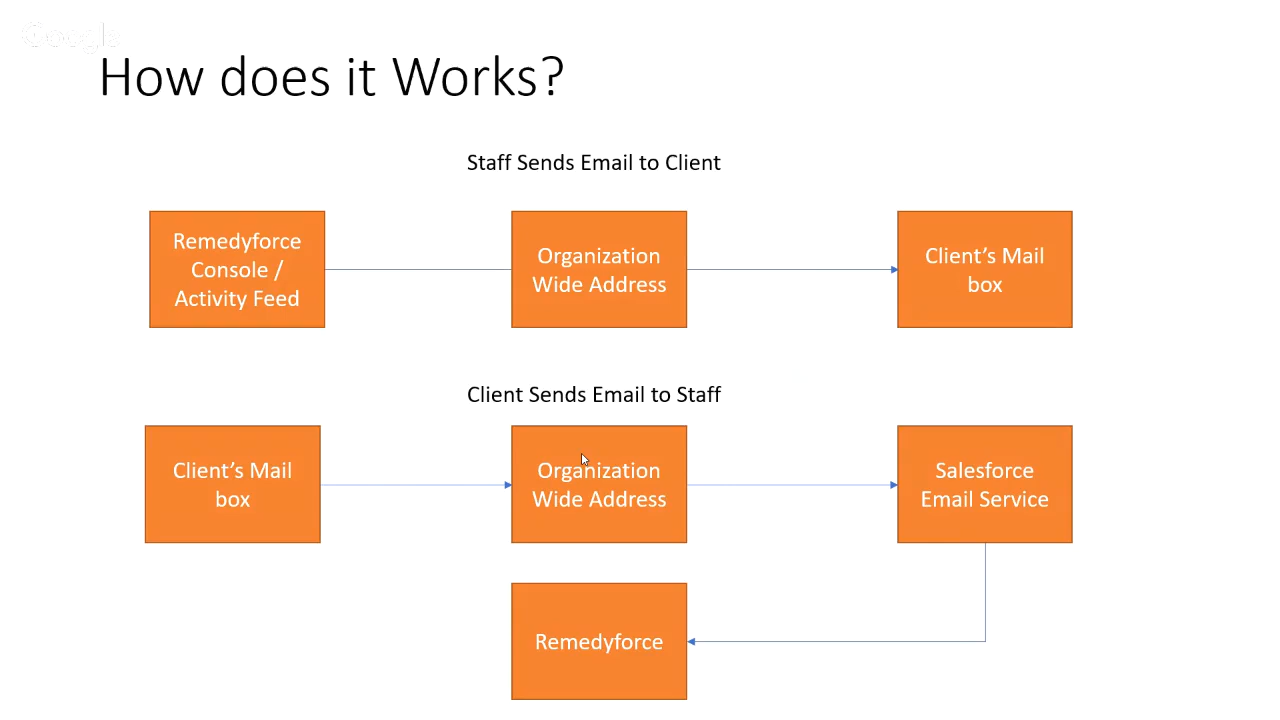 Google
How does it Works?
Staff Sends Email to Client
Remedyforce
Console /
Activity Feed
Organization
Wide Address
Client's Mail
box
Client Sends Email to Staff
Client's Mail
box
Organization
Wide Address
Salesforce
Email Service
Remedyforce